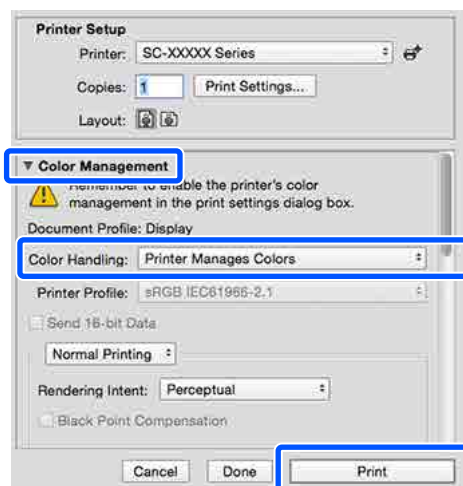 Printer Setup
Printer: SC-XXXXX Series
Copies: 1 Print Settings...
Layout:
▼ Color Management
Remember to enable the printer's color
management in the print settings dialog box.
Document Profile: Display
Color Handling: Printer Manages Colors
Printer Profile: sRGB IEC61966-2.1
Send 16-bit Data
Normal Printing
Rendering Intent: Perceptual
Black Point Compensation
Cancel Done Print